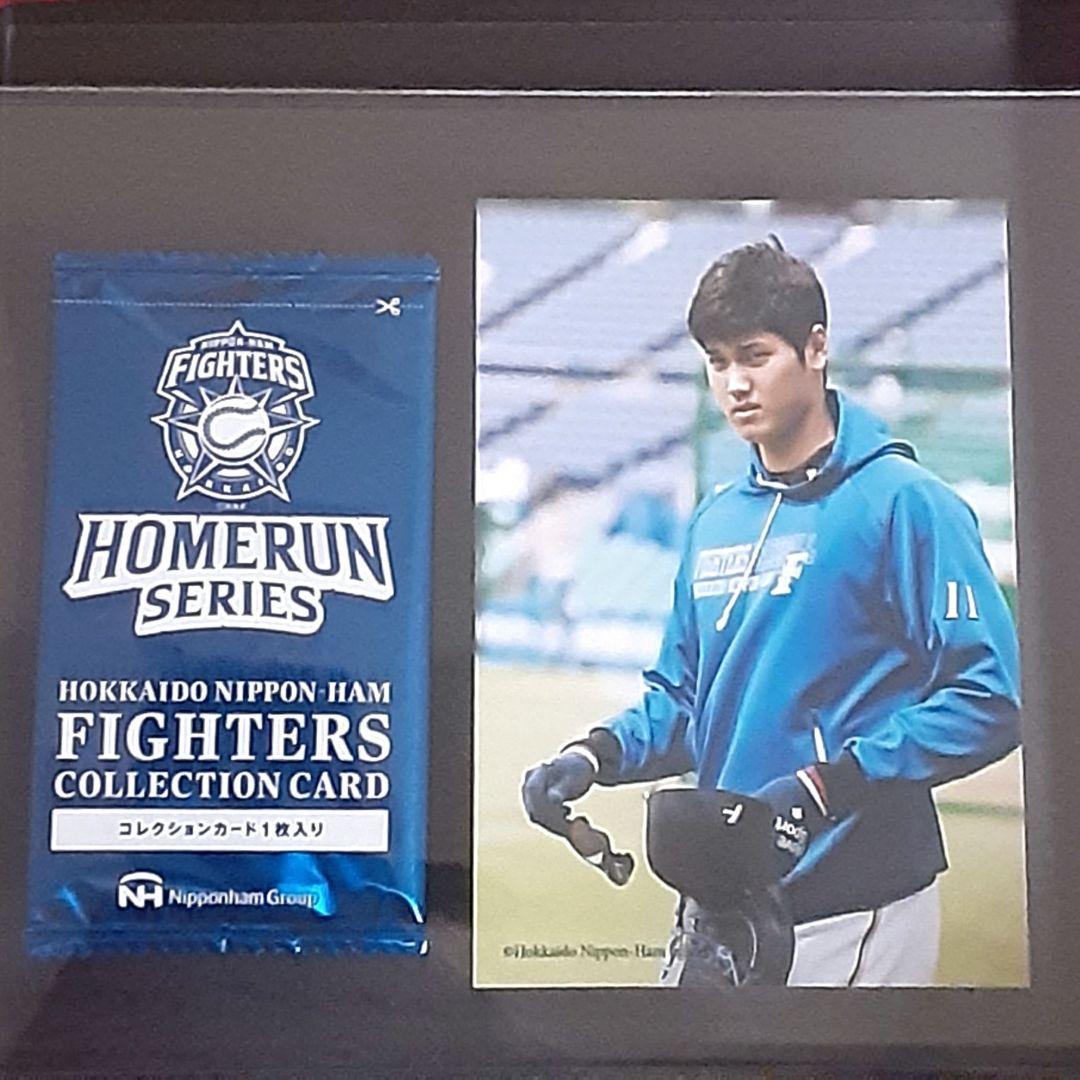 NIPPON-HAM
FIGHTERS
HOKKAIDO
HOMERUN
SERIES
HOKKAIDO NIPPON-HAM
FIGHTERS
COLLECTION CARD
コレクションカード1枚入り
NH Nipponham Group
F
11
F
©Hokkaido Nippon-Ham